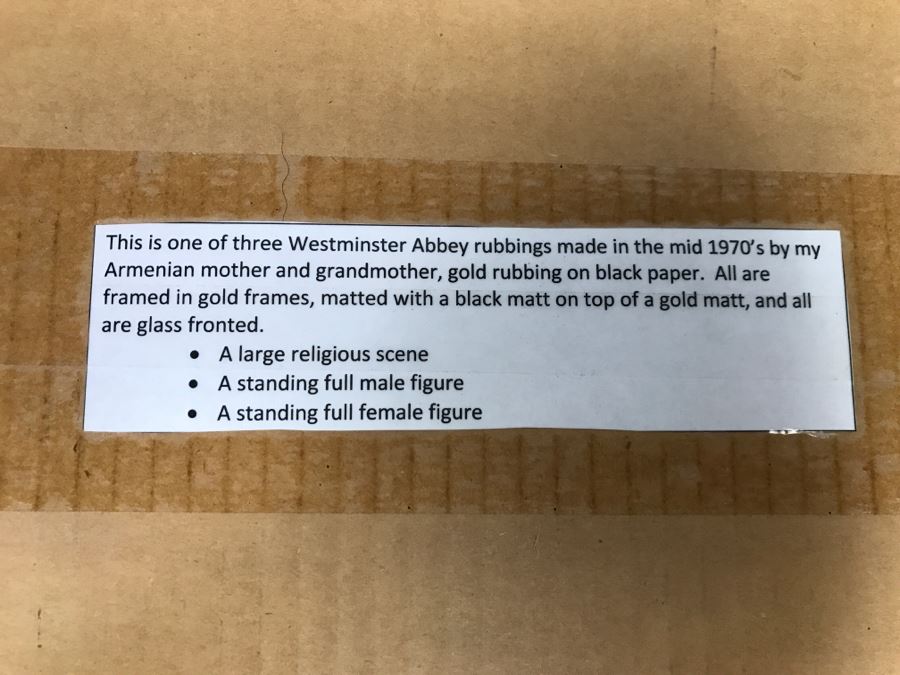 This is one of three Westminster Abbey rubbings made in the mid 1970's by my
Armenian mother and grandmother, gold rubbing on black paper. All are
framed in gold frames, matted with a black matt on top of a gold matt, and all
are glass fronted.
• A large religious scene
• A standing full male figure
• A standing full female figure